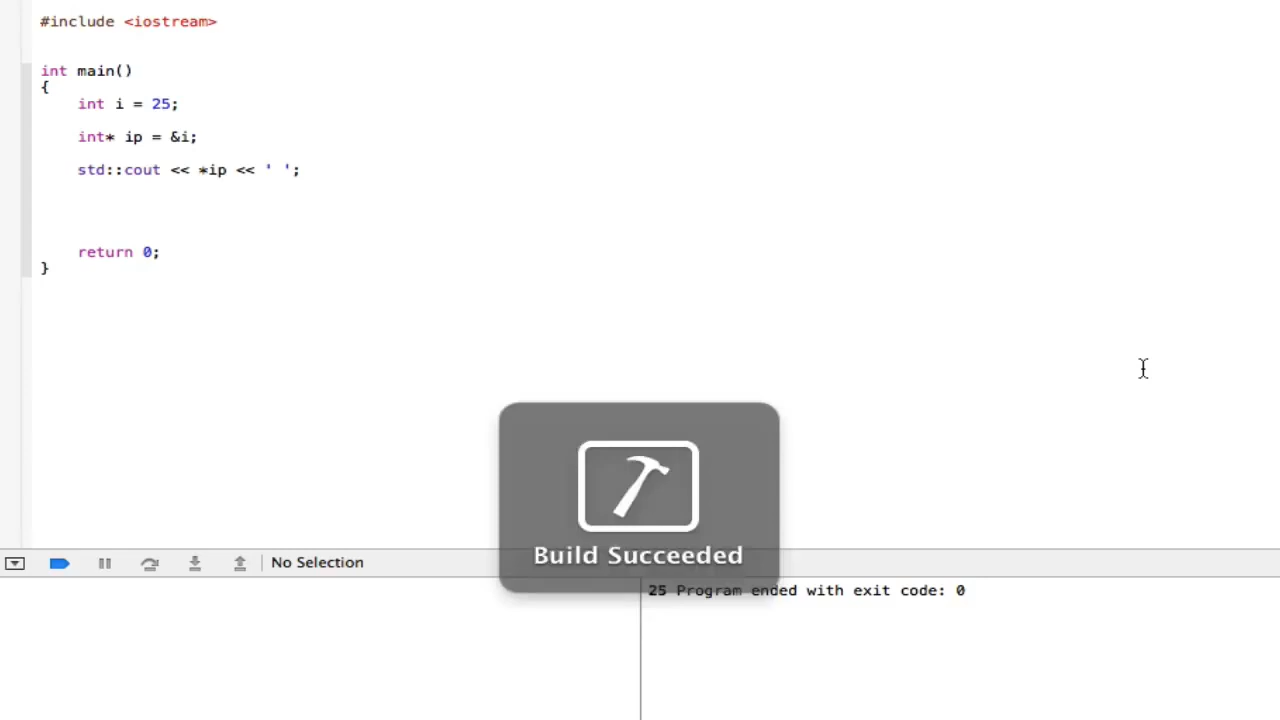 #include <iostream>
int main()
{
int i = 25;
int* ip = &i;
std::cout << *ip << ' ';
return 0;
}
Build Succeeded
No Selection
25 Program ended with exit code: 0